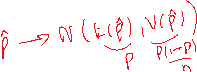 p̂ → N (E(p̂), V(p̂))
p p(1-p)
n